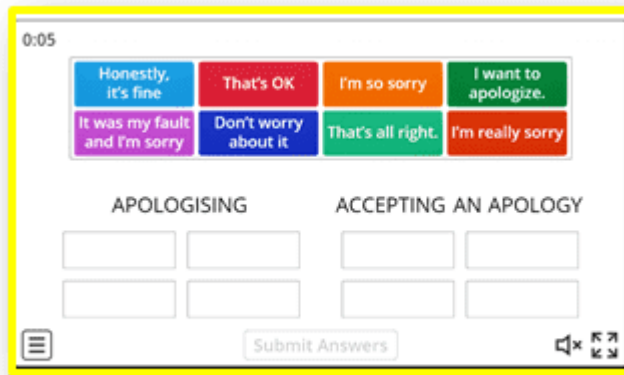 0:05
Honestly,
it's fine
That's OK
I'm so sorry
I want to
apologize.
It was my fault
and I'm sorry
Don't worry
about it
That's all right.
I'm really sorry
APOLOGISING
ACCEPTING AN APOLOGY
Submit Answers